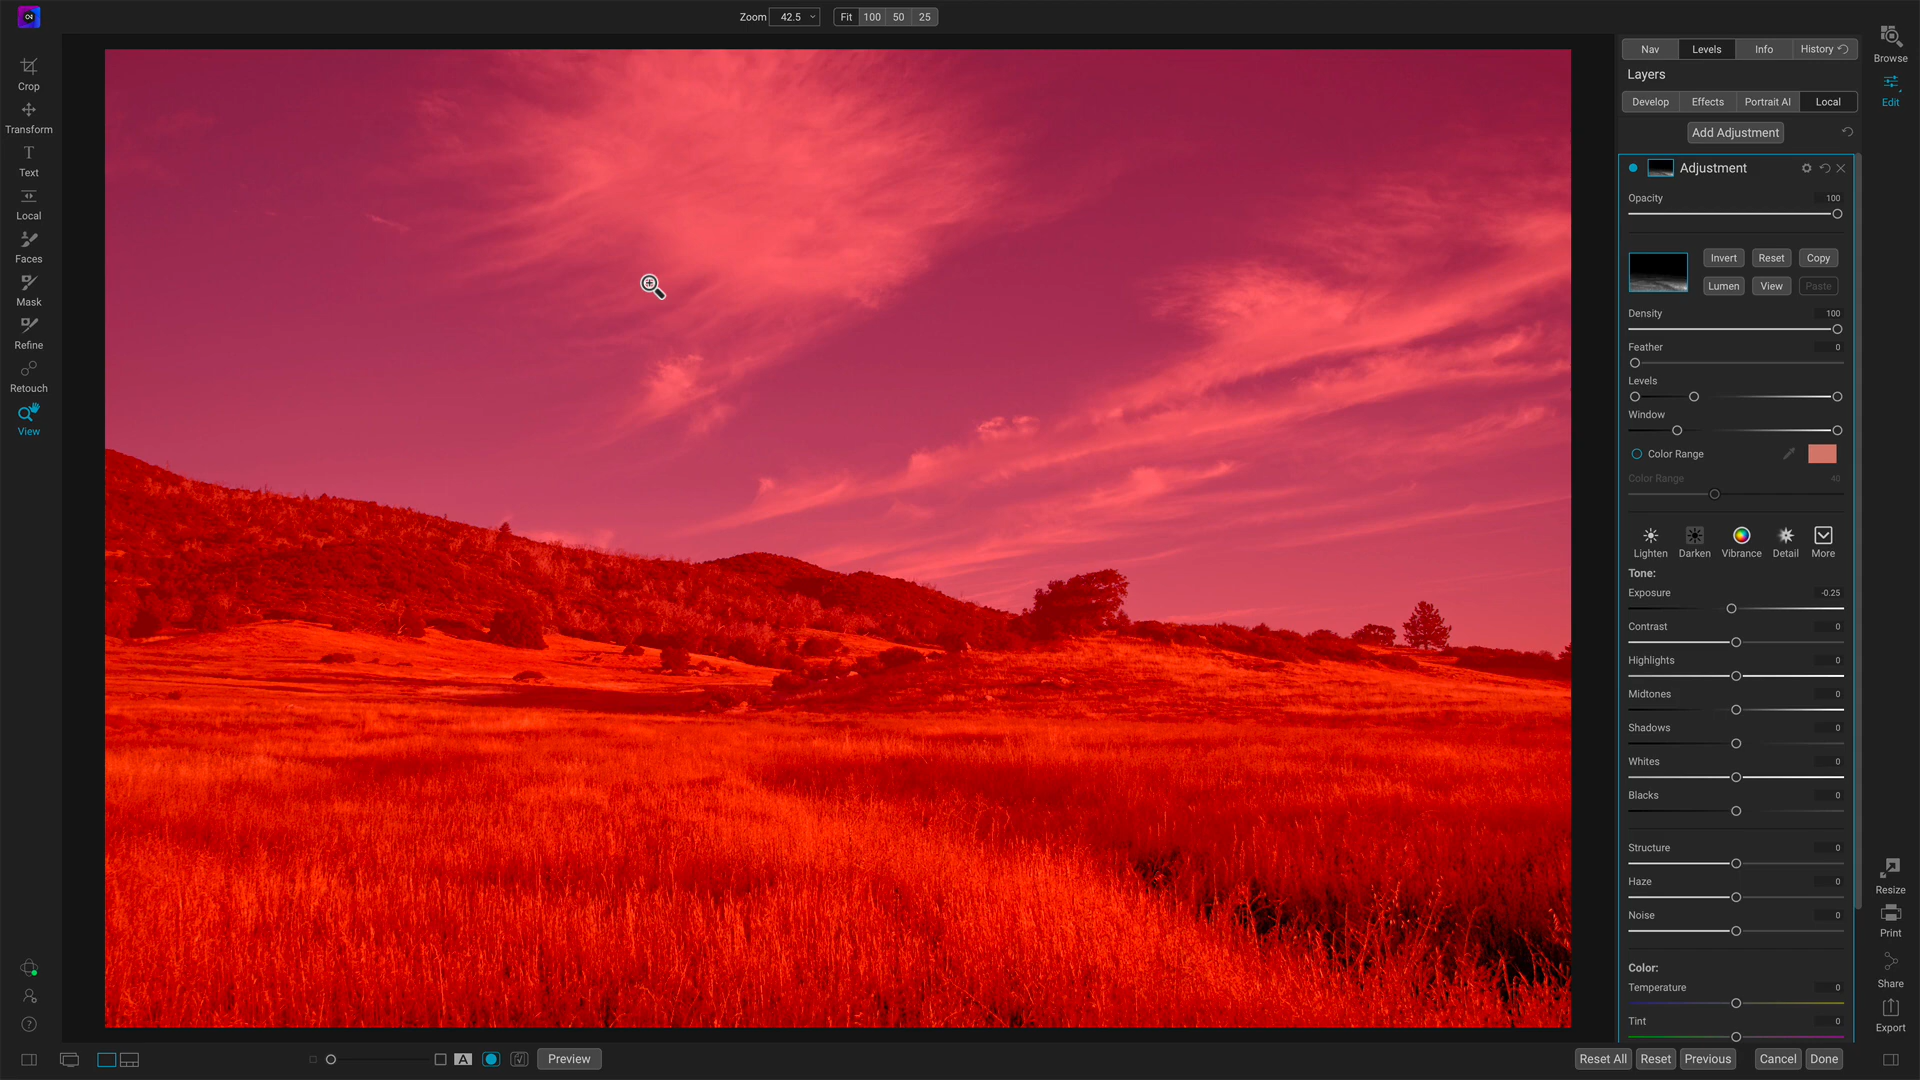 Zoom 42.5 Fit 100 50 25
Crop
Transform
Text
Local
Faces
Mask
Refine
Retouch
View
Nav Levels Info History
Layers
Develop Effects Portrait AI Local
Add Adjustment
Adjustment
Opacity 100
Invert Reset Copy
Lumen View Paste
Density 100
Feather 0
Levels
Window
Color Range
Color Range 40
Lighten Darken Vibrance Detail More
Tone:
Exposure -0.25
Contrast 0
Highlights 0
Midtones 0
Shadows 0
Whites 0
Blacks 0
Structure 0
Haze 0
Noise 0
Color:
Temperature 0
Tint 0
Browse
Edit
Resize
Print
Share
Export
A Preview
Reset All Reset Previous Cancel Done